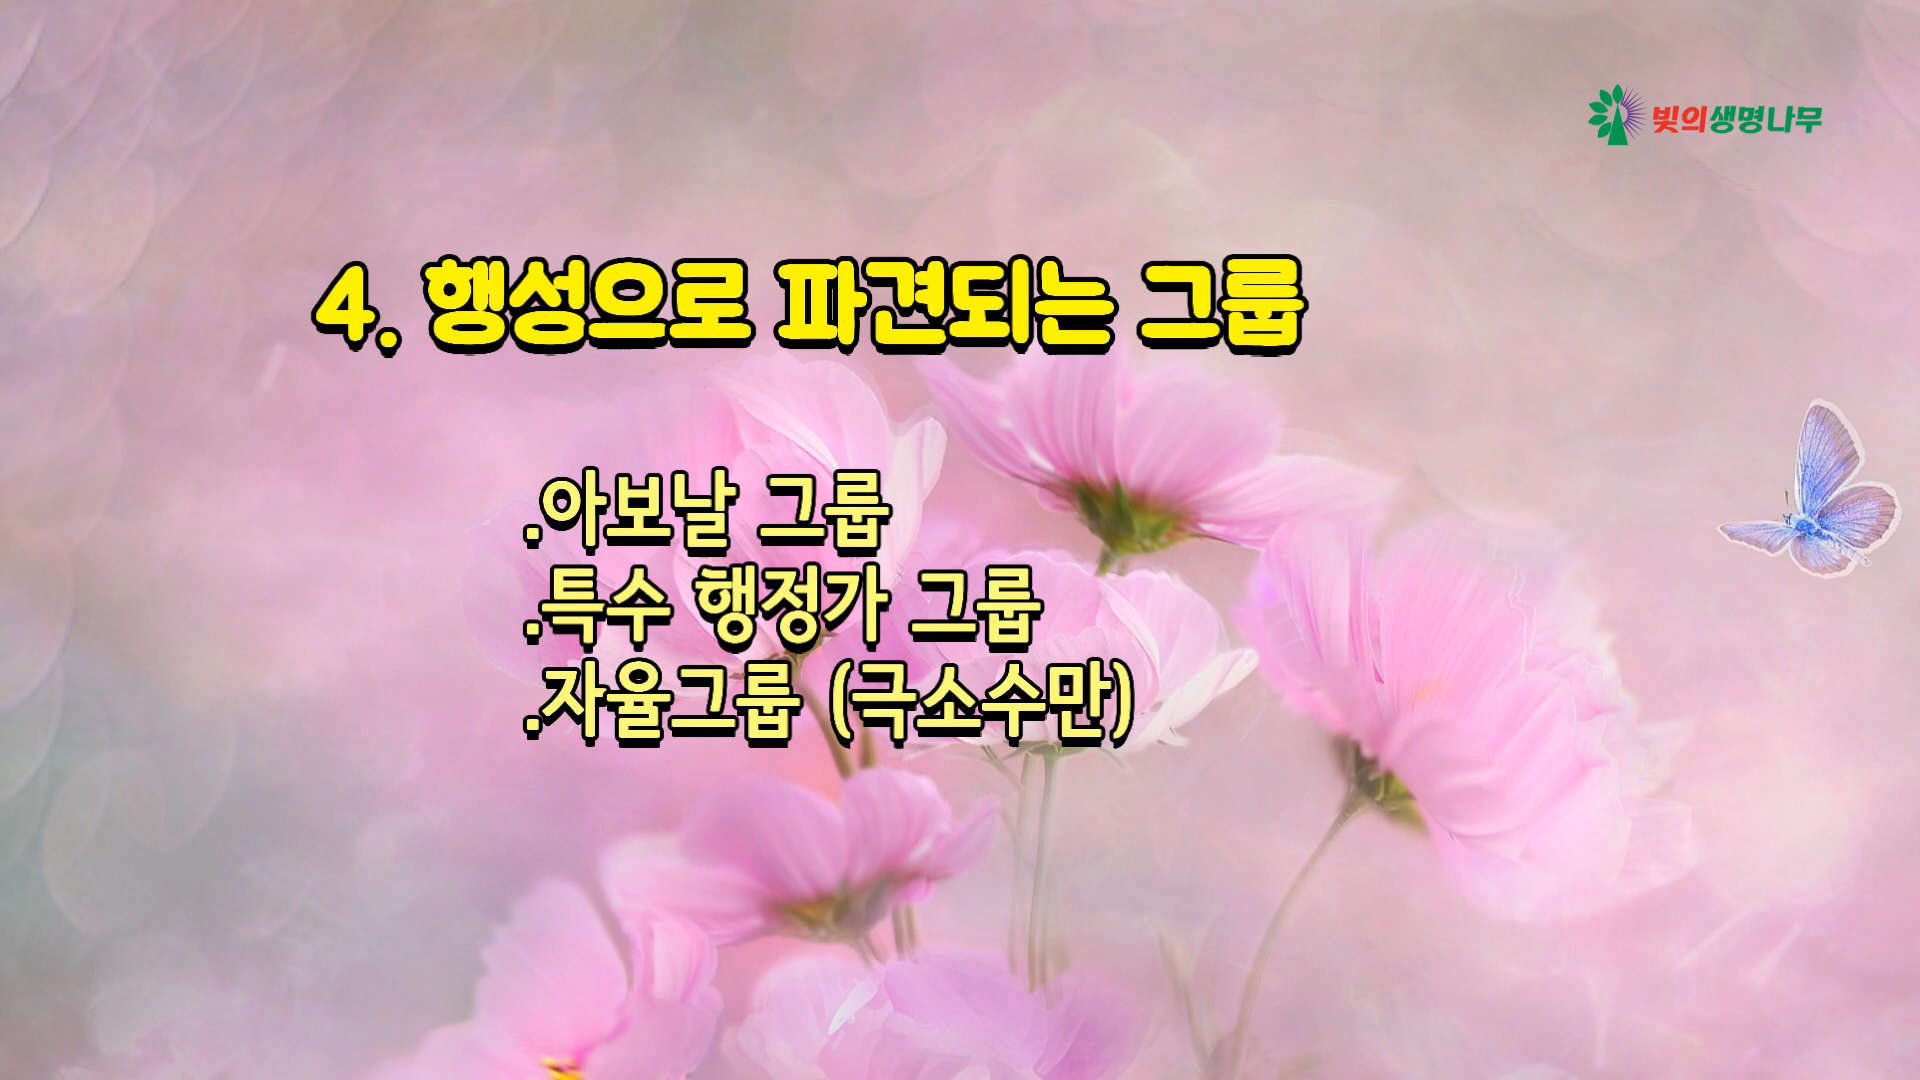 빛의생명나무
4. 행성으로 파견되는 그룹
.아보날 그룹
.특수 행정가 그룹
.자율그룹 (극소수만)